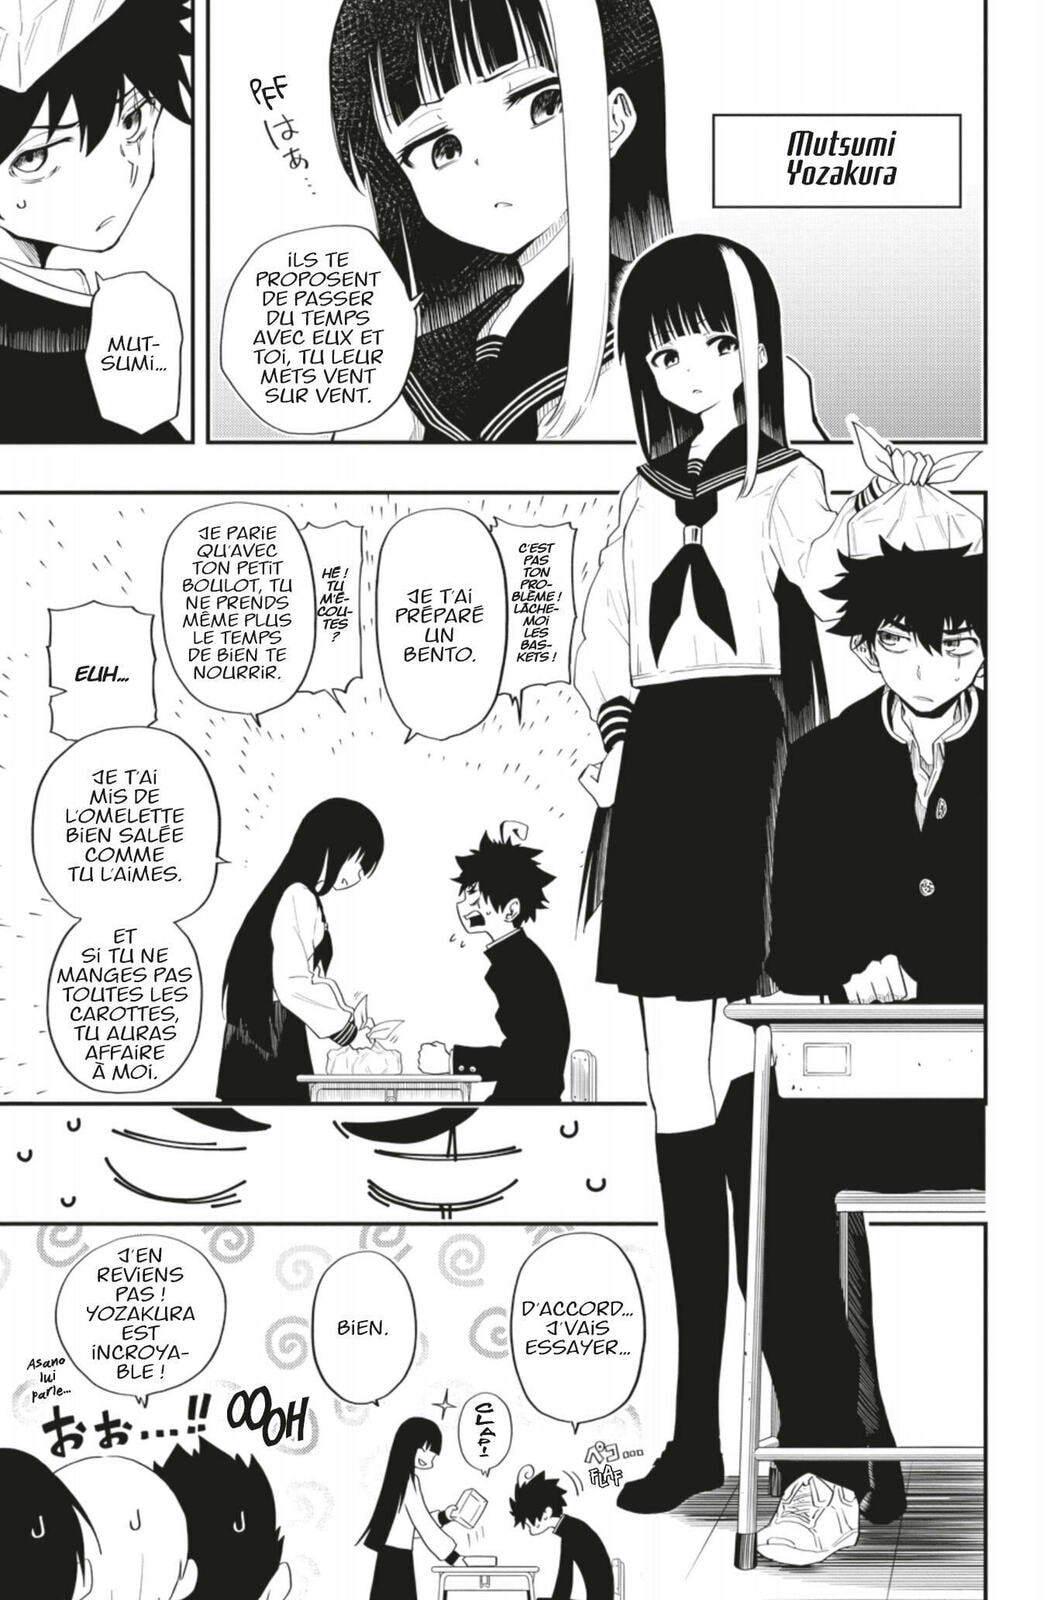 Mutsumi
Yozakura
PFF
はぁ…
ILS TE
PROPOSENT
DE PASSER
DU TEMPS
AVEC EUX ET
TOI, TU LEUR
METS VENT
SUR VENT.
MUT-
SUMI...
C'EST
PAS
TON
PRO-
BLÈME !
LÂCHE-
MOI
LES
BAS-
KETS !
JE T'AI
PRÉPARÉ
UN
BENTO.
HÉ !
TU
M'É-
COU-
TES
?
JE PARIE
QU'AVEC
TON PETIT
BOULOT, TU
NE PRENDS
MÊME PLUS
LE TEMPS
DE BIEN TE
NOURRIR.
EUH...
JE T'AI
MIS DE
L'OMELETTE
BIEN SALÉE
COMME
TU L'AIMES.
ET
SI TU NE
MANGES PAS
TOUTES LES
CAROTTES,
TU AURAS
AFFAIRE
À MOI.
D'ACCORD...
J'VAIS
ESSAYER...
ペコ…
FLAF
BIEN.
CLAP!
J'EN
REVIENS
PAS !
YOZAKURA
EST
INCROYA-
BLE !
OOOH
おぉ…!!
Asano
lui
parle...